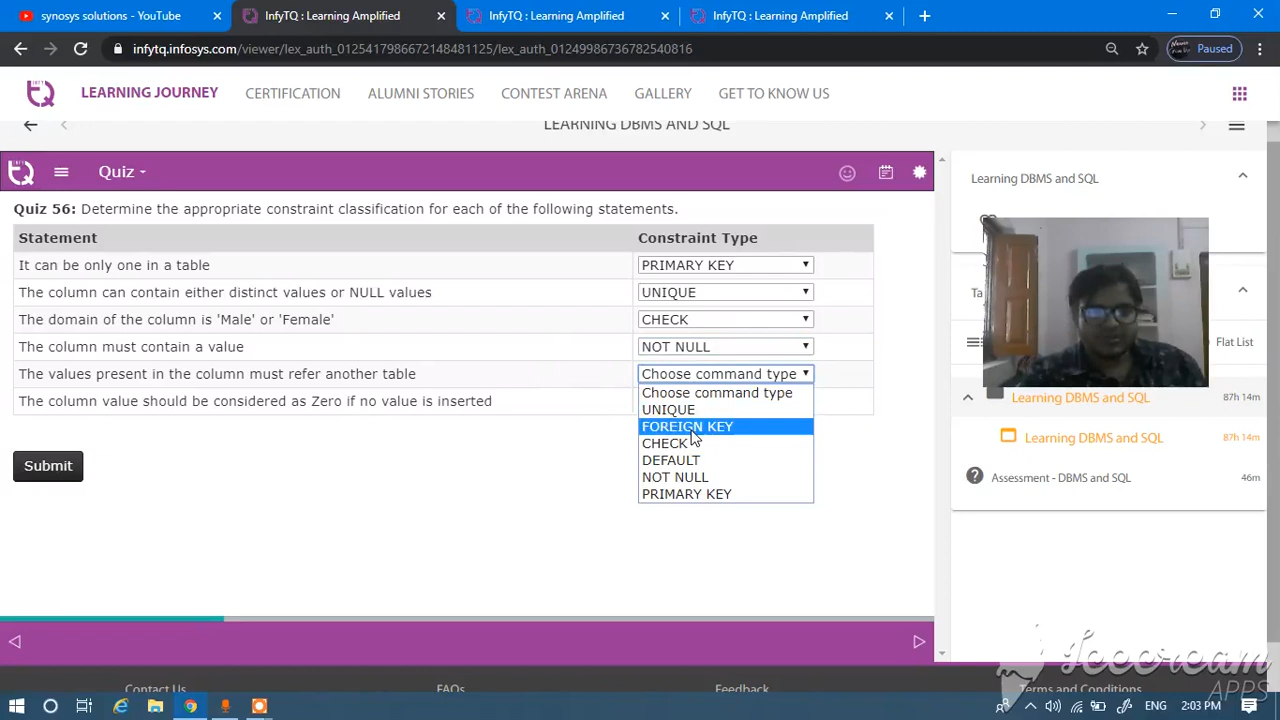 synosys solutions - YouTube
InfyTQ : Learning Amplified
InfyTQ : Learning Amplified
InfyTQ : Learning Amplified
infytq.infosys.com/viewer/lex_auth_012541798667214848​1125/lex_auth_01249986736782540816
Paused
LEARNING JOURNEY
CERTIFICATION
ALUMNI STORIES
CONTEST ARENA
GALLERY
GET TO KNOW US
LEARNING DBMS AND SQL
Quiz
Learning DBMS and SQL
Quiz 56: Determine the appropriate constraint classification for each of the following statements.
Statement Constraint Type
It can be only one in a table PRIMARY KEY
The column can contain either distinct values or NULL values UNIQUE
The domain of the column is 'Male' or 'Female' CHECK
The column must contain a value NOT NULL
The values present in the column must refer another table Choose command type
The column value should be considered as Zero if no value is inserted
Choose command type
UNIQUE
FOREIGN KEY
CHECK
DEFAULT
NOT NULL
PRIMARY KEY
Submit
Ta
Flat List
Learning DBMS and SQL 87h 14m
Learning DBMS and SQL 87h 14m
Assessment - DBMS and SQL 46m
Contact Us
FAQs
Feedback
Terms and Conditions
Icecream
APPS
ENG
2:03 PM